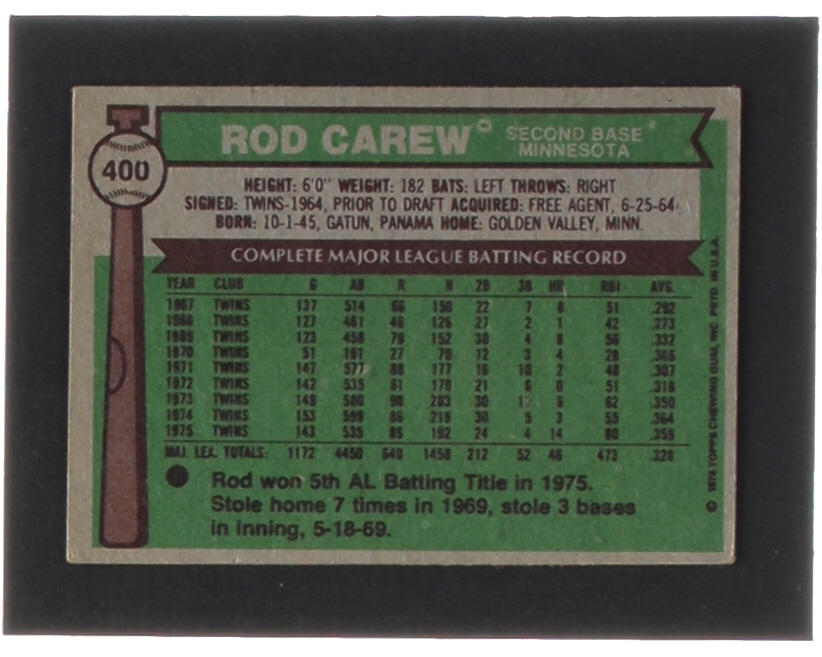 400
ROD CAREW
SECOND BASE
MINNESOTA
HEIGHT: 6'0" WEIGHT: 182 BATS: LEFT THROWS: RIGHT
SIGNED: TWINS-1964, PRIOR TO DRAFT ACQUIRED: FREE AGENT, 6-25-64
BORN: 10-1-45, GATUN, PANAMA HOME: GOLDEN VALLEY, MINN.
COMPLETE MAJOR LEAGUE BATTING RECORD
YEAR CLUB G AB R H 2B 3B HR RBI AVG.
1967 TWINS 137 514 66 150 22 7 8 51 .292
1968 TWINS 127 461 46 126 27 2 1 42 .273
1969 TWINS 123 458 79 152 30 4 8 56 .332
1970 TWINS 51 191 27 70 12 3 4 28 .366
1971 TWINS 147 577 88 177 16 10 2 48 .307
1972 TWINS 142 535 61 170 21 6 0 51 .318
1973 TWINS 149 580 98 203 30 6 62 .350
1974 TWINS 153 599 86 218 30 5 3 55 .364
1975 TWINS 143 535 89 192 24 4 14 80 .359
MAJ. LEA. TOTALS: 1172 4450 640 1458 212 52 46 473 .328
Rod won 5th AL Batting Title in 1975.
Stole home 7 times in 1969, stole 3 bases
in inning, 5-18-69.
© 1976 TOPPS CHEWING GUM, INC. PRTD. IN U.S.A.